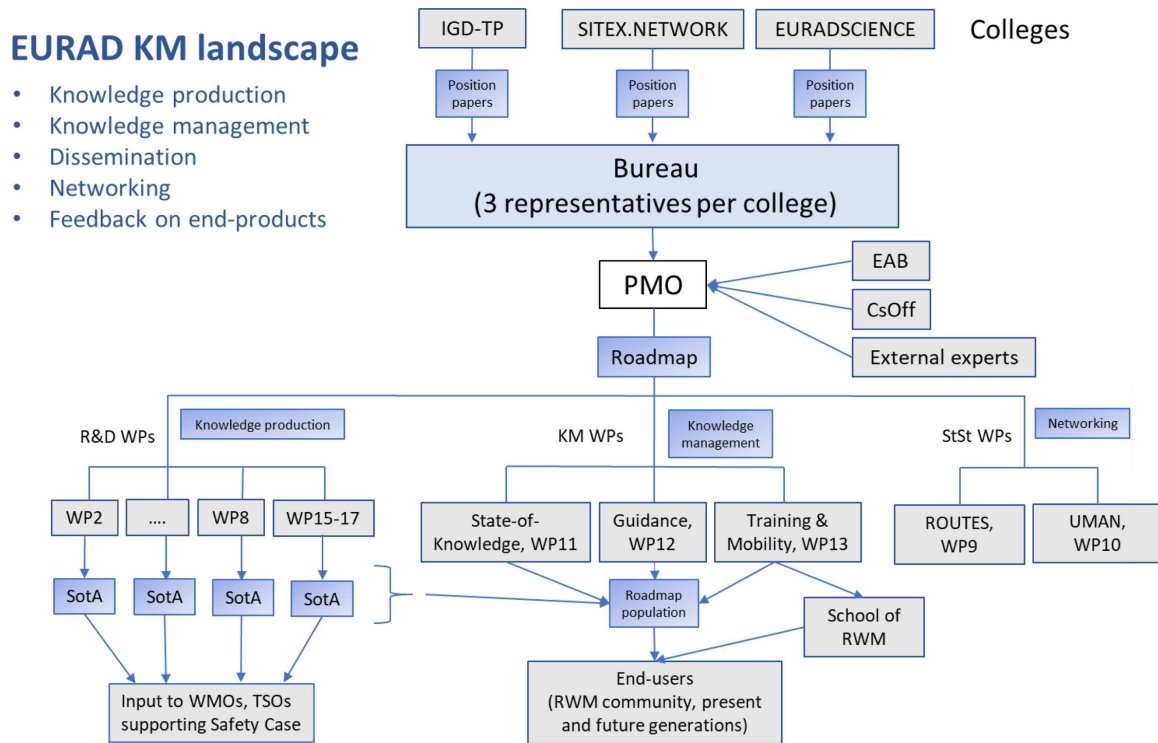 EURAD KM landscape
• Knowledge production
• Knowledge management
• Dissemination
• Networking
• Feedback on end-products
IGD-TP
SITEX.NETWORK
EURADSCIENCE
Colleges
Position
papers
Position
papers
Position
papers
Bureau
(3 representatives per college)
PMO
EAB
CsOff
External experts
Roadmap
R&D WPs
Knowledge production
KM WPs
Knowledge
management
StSt WPs
Networking
WP2
....
WP8
WP15-17
State-of-
Knowledge, WP11
Guidance,
WP12
Training &
Mobility, WP13
ROUTES,
WP9
UMAN,
WP10
SotA
SotA
SotA
SotA
Roadmap
population
School of
RWM
Input to WMOs, TSOs
supporting Safety Case
End-users
(RWM community, present
and future generations)